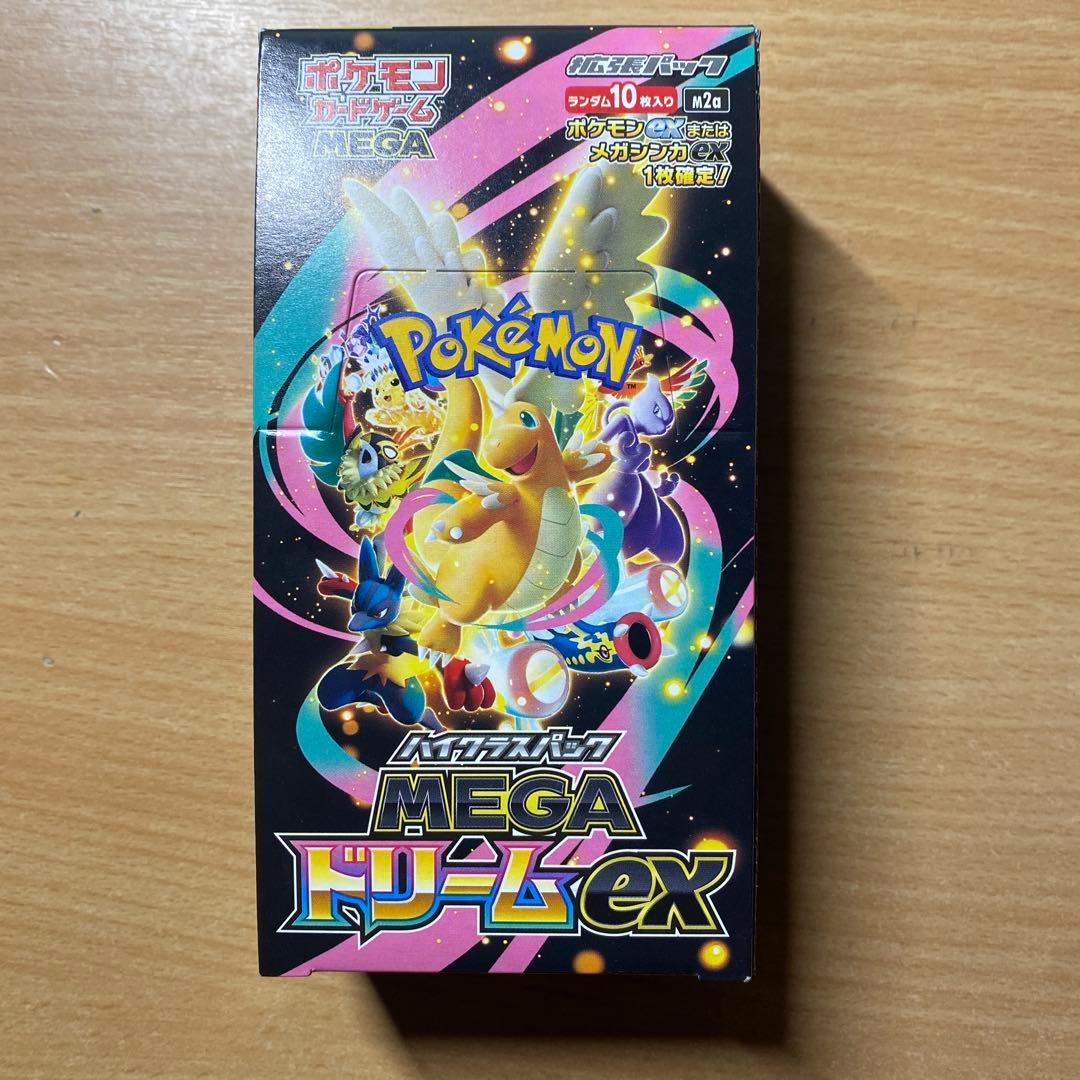 ポケモン
カードゲーム
MEGA
拡張パック
ランダム10枚入り
M2a
ポケモンexまたは
メガシンカex
1枚確定!
POKéMON
TM
ハイクラスパック
MEGA
ドリームex